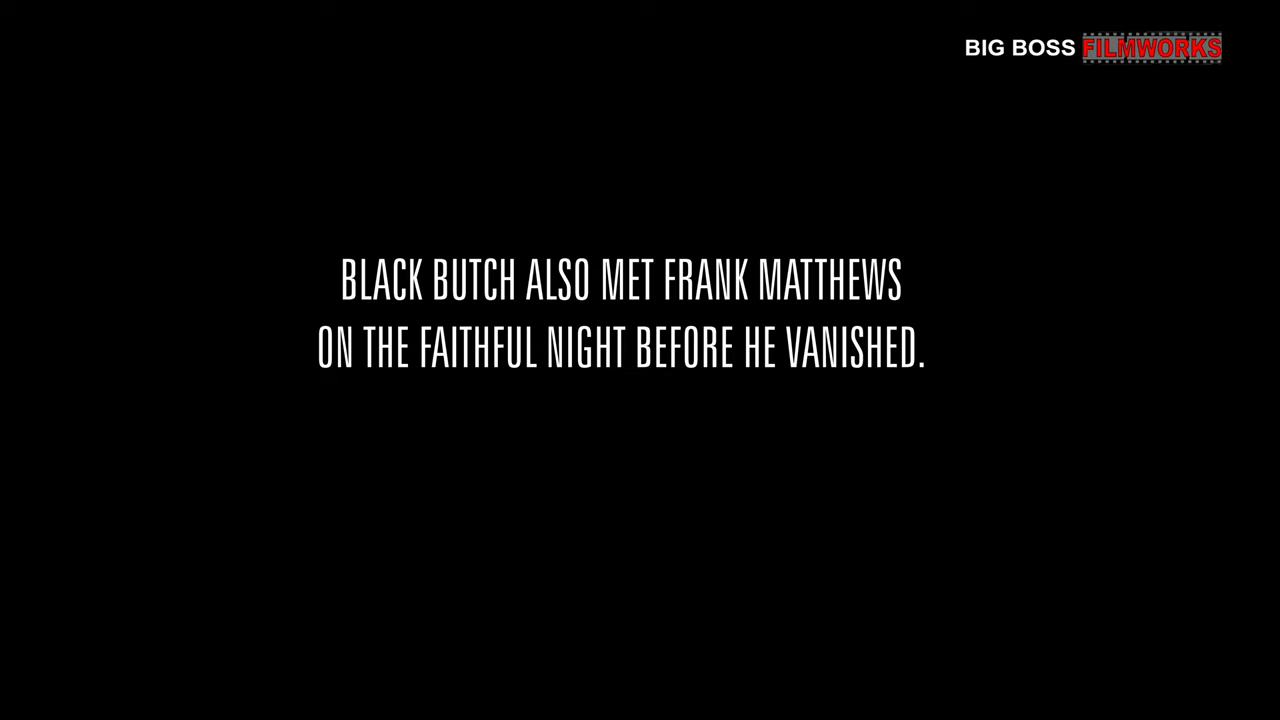 BIG BOSS FILMWORKS
BLACK BUTCH ALSO MET FRANK MATTHEWS
ON THE FAITHFUL NIGHT BEFORE HE VANISHED.